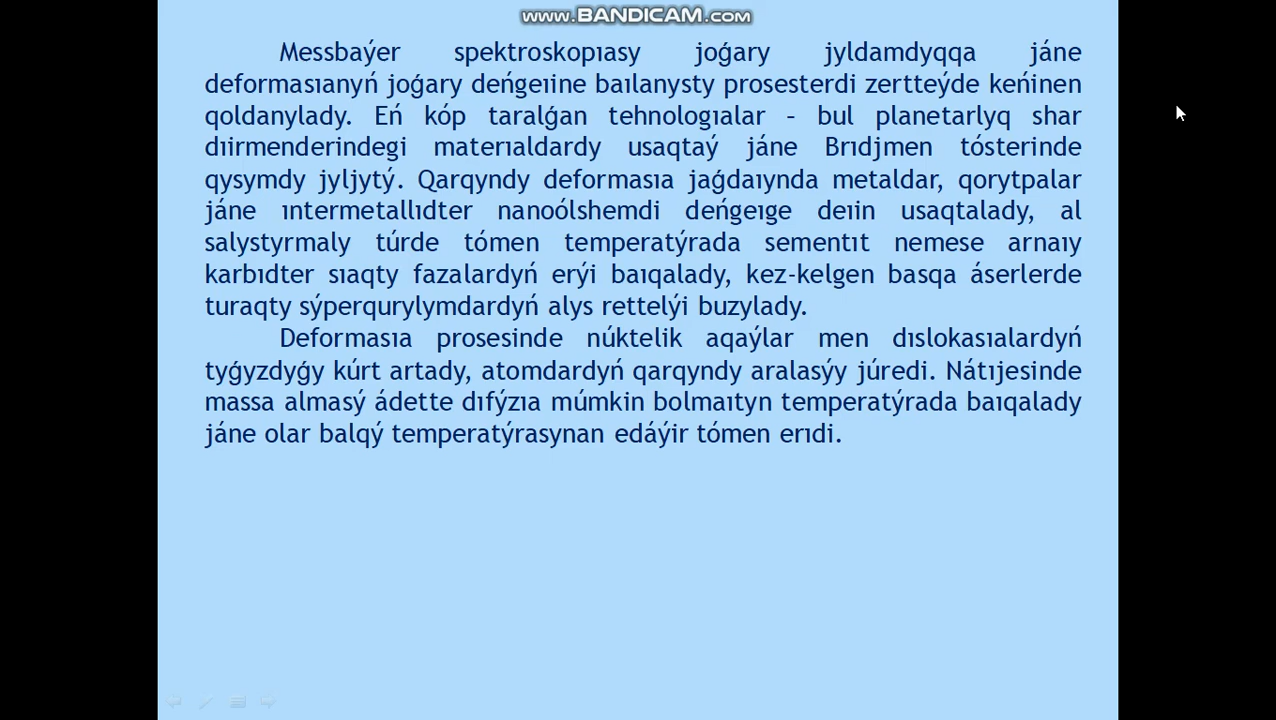 www.BANDICAM.com
Messbaýer spektroskopıasy joǵary jyldamdyqqa jáne
deformasıanyń joǵary deńgeıine baılanysty prosesterdi zertteýde keńinen
qoldanylady. Eń kóp taralǵan tehnologıalar – bul planetarlyq shar
dıirmenderindegi materıaldardy usaqtaý jáne Brıdjmen tósterinde
qysymdy jyljytý. Qarqyndy deformasıa jaǵdaıynda metaldar, qorytpalar
jáne ıntermetallıdter nanoólshemdi deńgeıge deıin usaqtalady, al
salystyrmaly túrde tómen temperatýrada sementıt nemese arnaıy
karbıdter sıaqty fazalardyń erýi baıqalady, kez-kelgen basqa áserlerde
turaqty sýperqurylymdardyń alys rettelýi buzylady.
Deformasıa prosesinde núktelik aqaýlar men dıslokasıalardyń
tyǵyzdyǵy kúrt artady, atomdardyń qarqyndy aralasýy júredi. Nátıjesinde
massa almasý ádette dıfýzıa múmkin bolmaıtyn temperatýrada baıqalady
jáne olar balqý temperatýrasynan edáýir tómen erıdi.